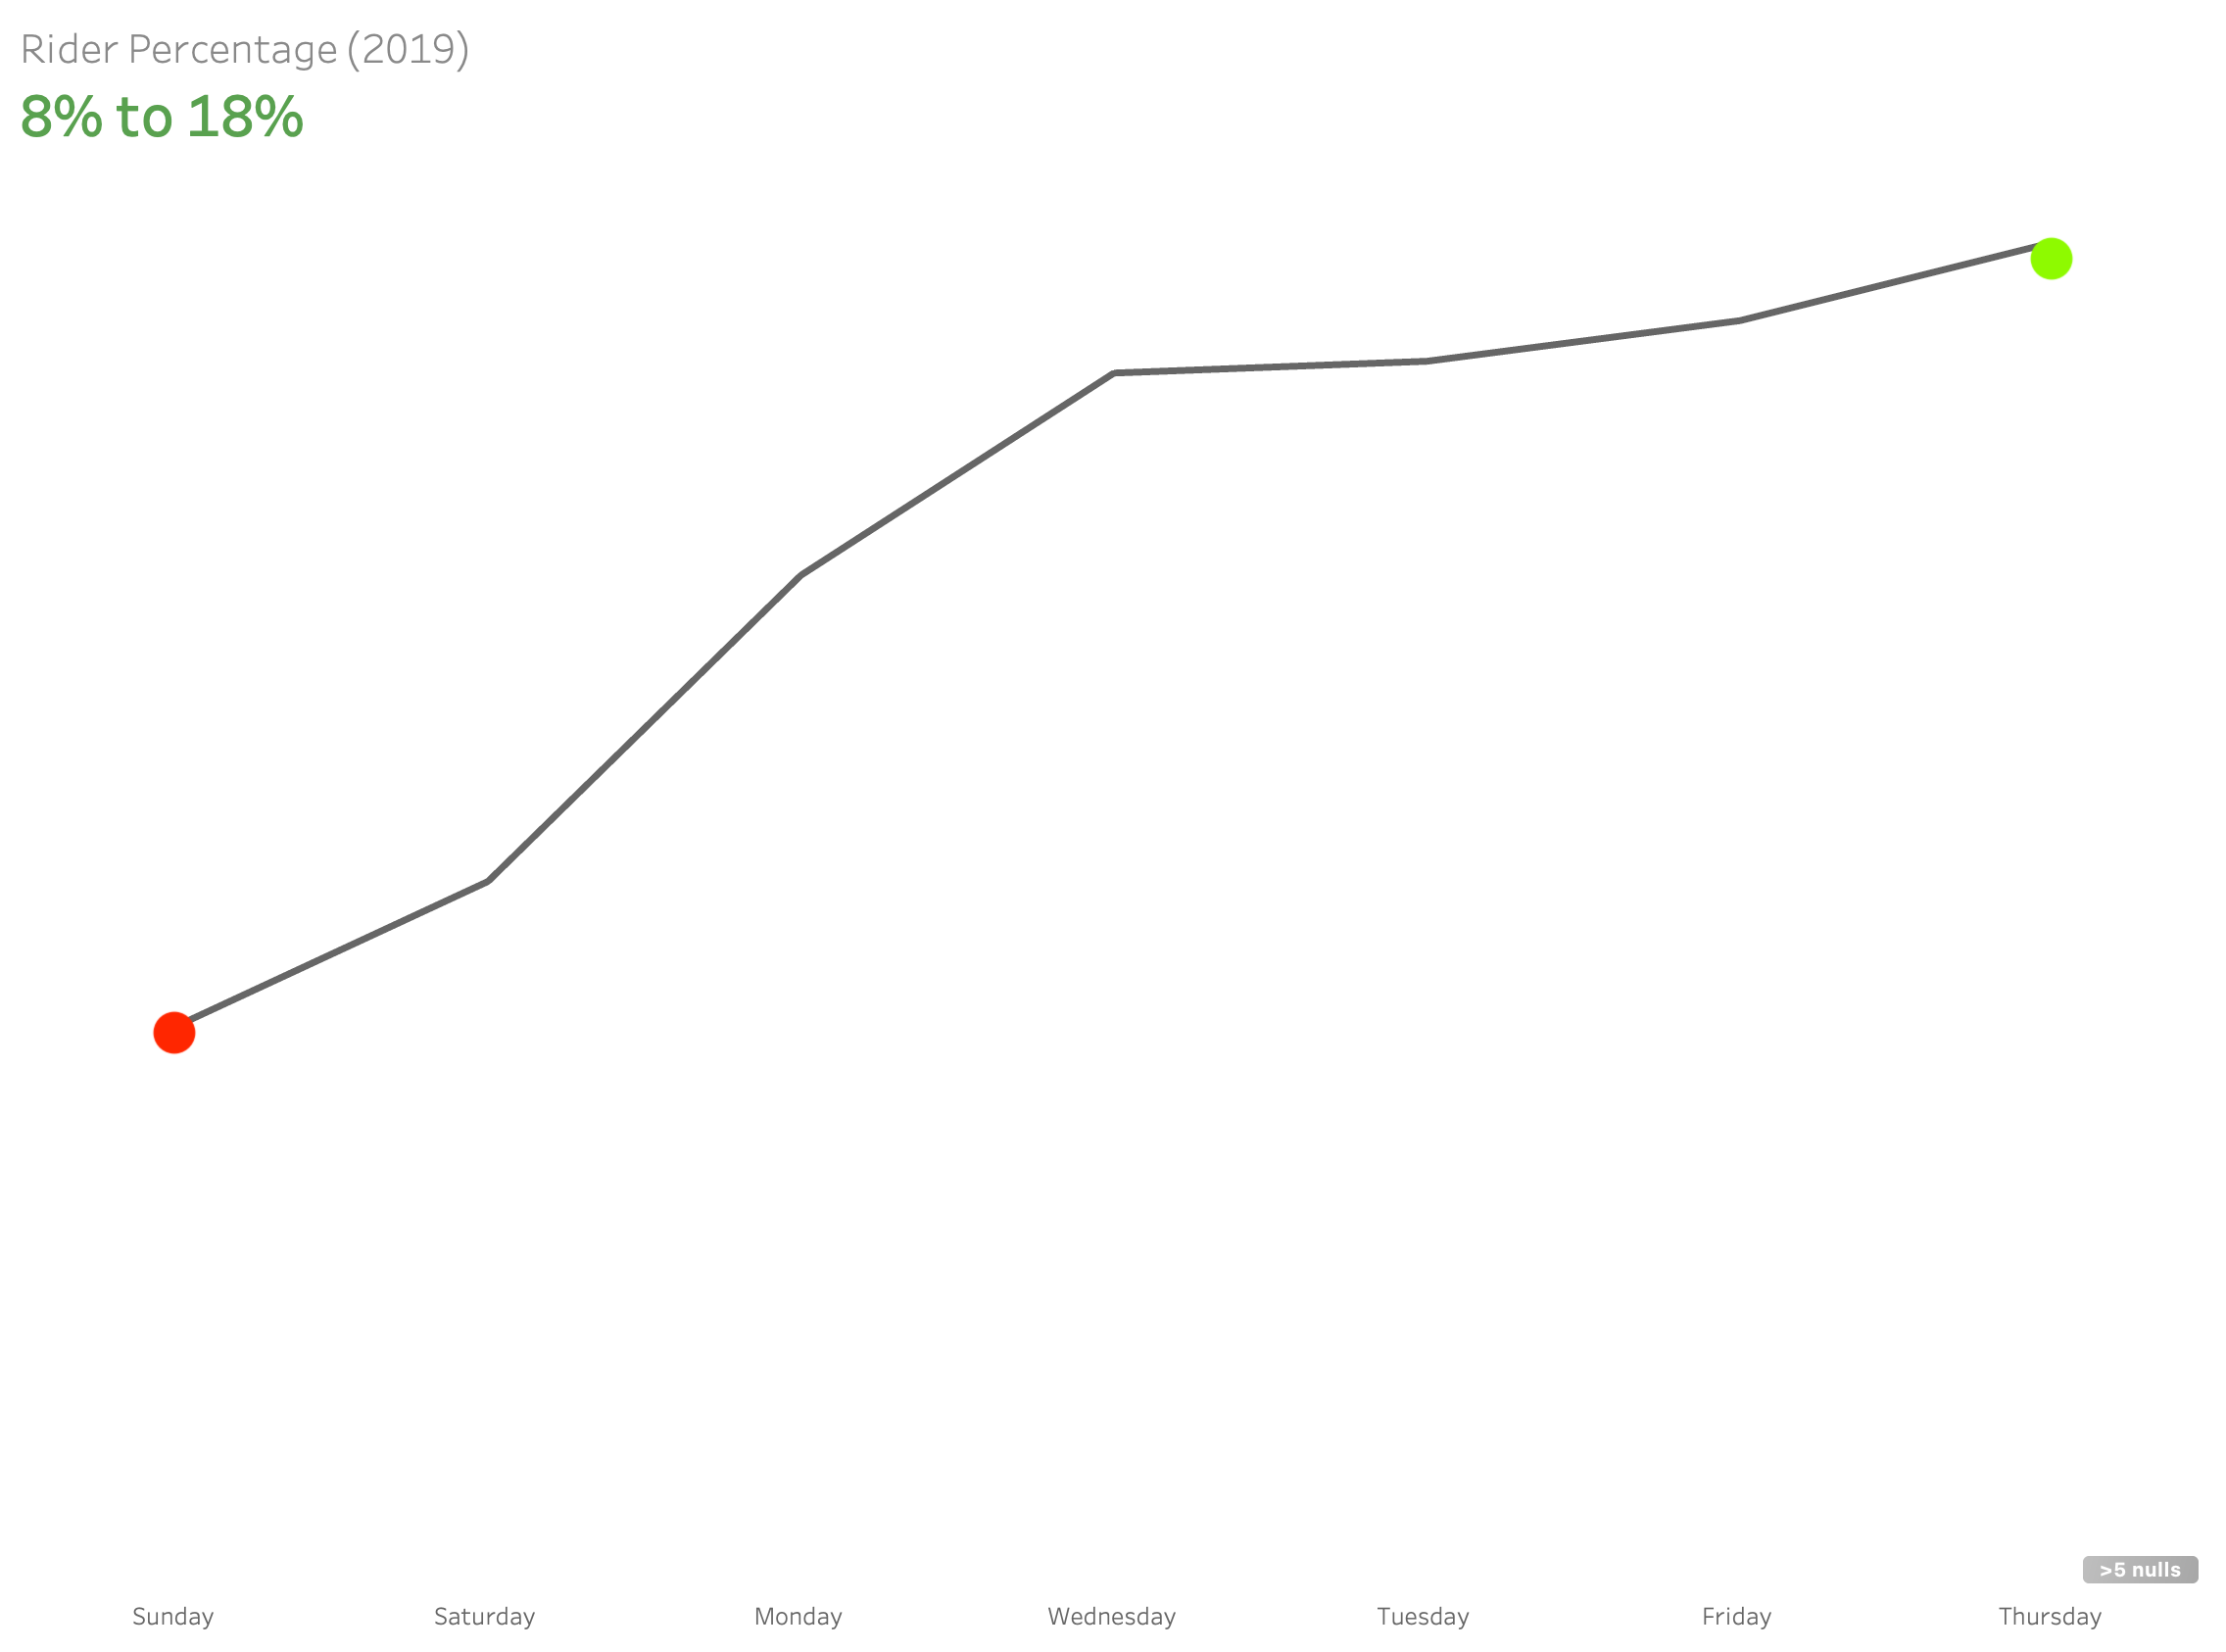 Rider Percentage (2019)
8% to 18%
>5 nulls
Sunday Saturday Monday Wednesday Tuesday Friday Thursday